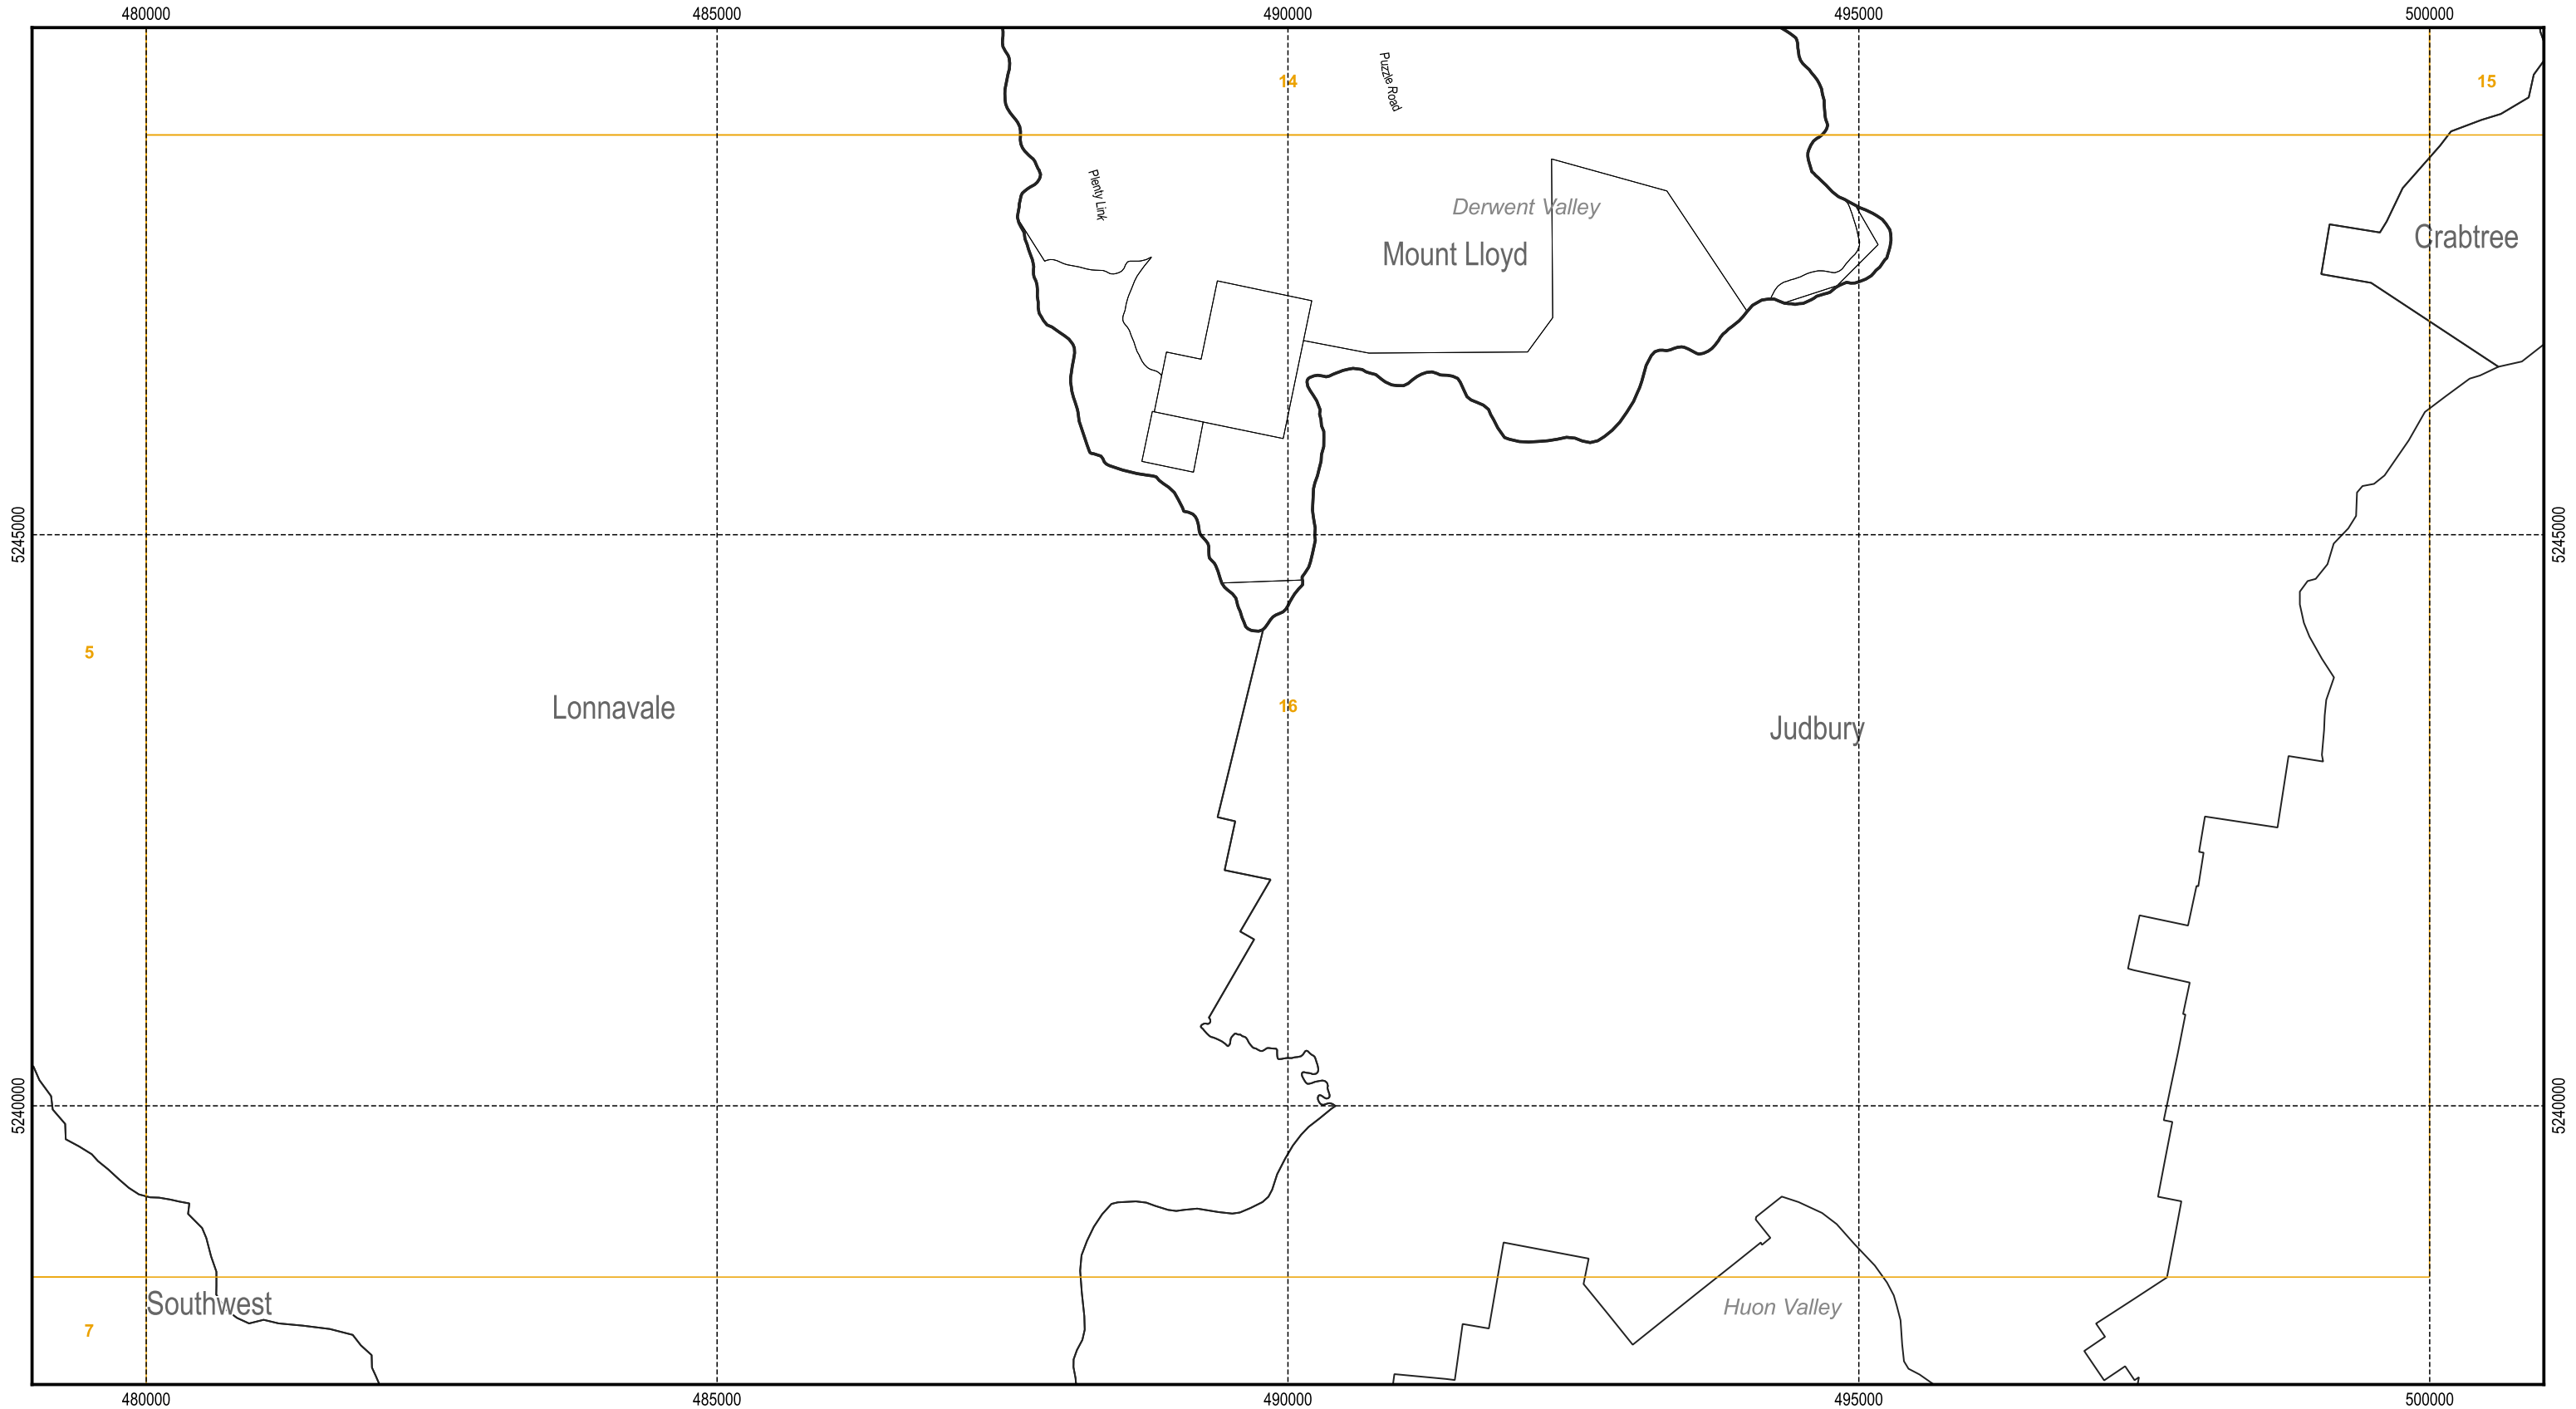 480000 485000 490000 495000 500000
14
15
Puzzle Road
Plenty Link
Derwent Valley
Crabtree
Mount Lloyd
5245000 5245000
5
16
Lonnavale
Judbury
5240000 5240000
Southwest
Huon Valley
7
480000 485000 490000 495000 500000